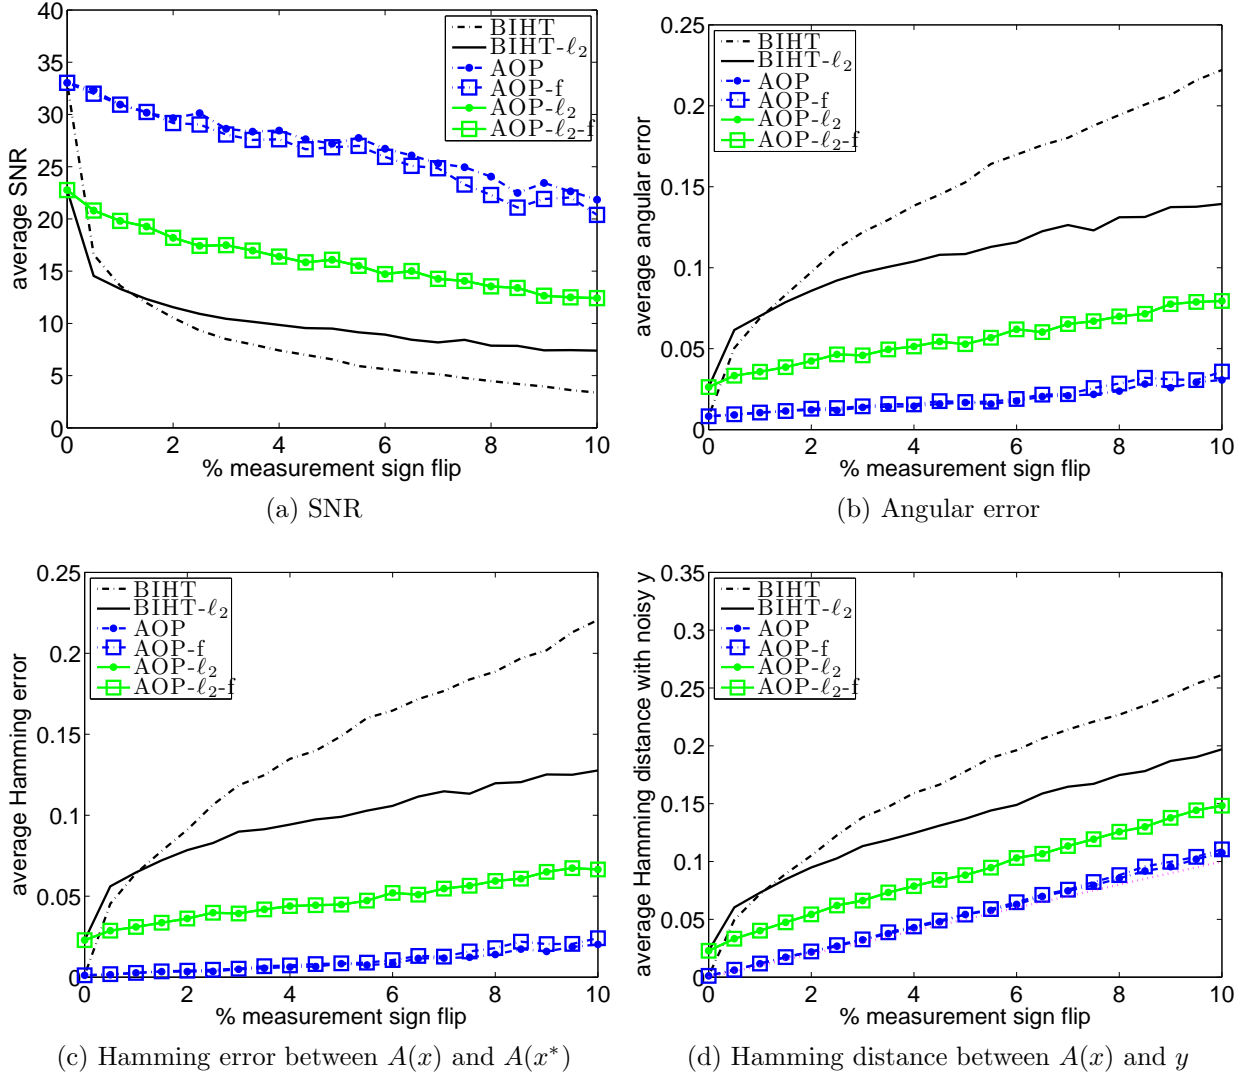 40
35
30
25
20
15
10
5
0
0 2 4 6 8 10
average SNR
% measurement sign flip
BIHT
BIHT-ℓ₂
AOP
AOP-f
AOP-ℓ₂
AOP-ℓ₂-f
(a) SNR
0.25
0.2
0.15
0.1
0.05
0
0 2 4 6 8 10
average angular error
% measurement sign flip
BIHT
BIHT-ℓ₂
AOP
AOP-f
AOP-ℓ₂
AOP-ℓ₂-f
(b) Angular error
0.25
0.2
0.15
0.1
0.05
0
0 2 4 6 8 10
average Hamming error
% measurement sign flip
BIHT
BIHT-ℓ₂
AOP
AOP-f
AOP-ℓ₂
AOP-ℓ₂-f
(c) Hamming error between A(x) and A(x*)
0.35
0.3
0.25
0.2
0.15
0.1
0.05
0
0 2 4 6 8 10
average Hamming distance with noisy y
% measurement sign flip
BIHT
BIHT-ℓ₂
AOP
AOP-f
AOP-ℓ₂
AOP-ℓ₂-f
(d) Hamming distance between A(x) and y